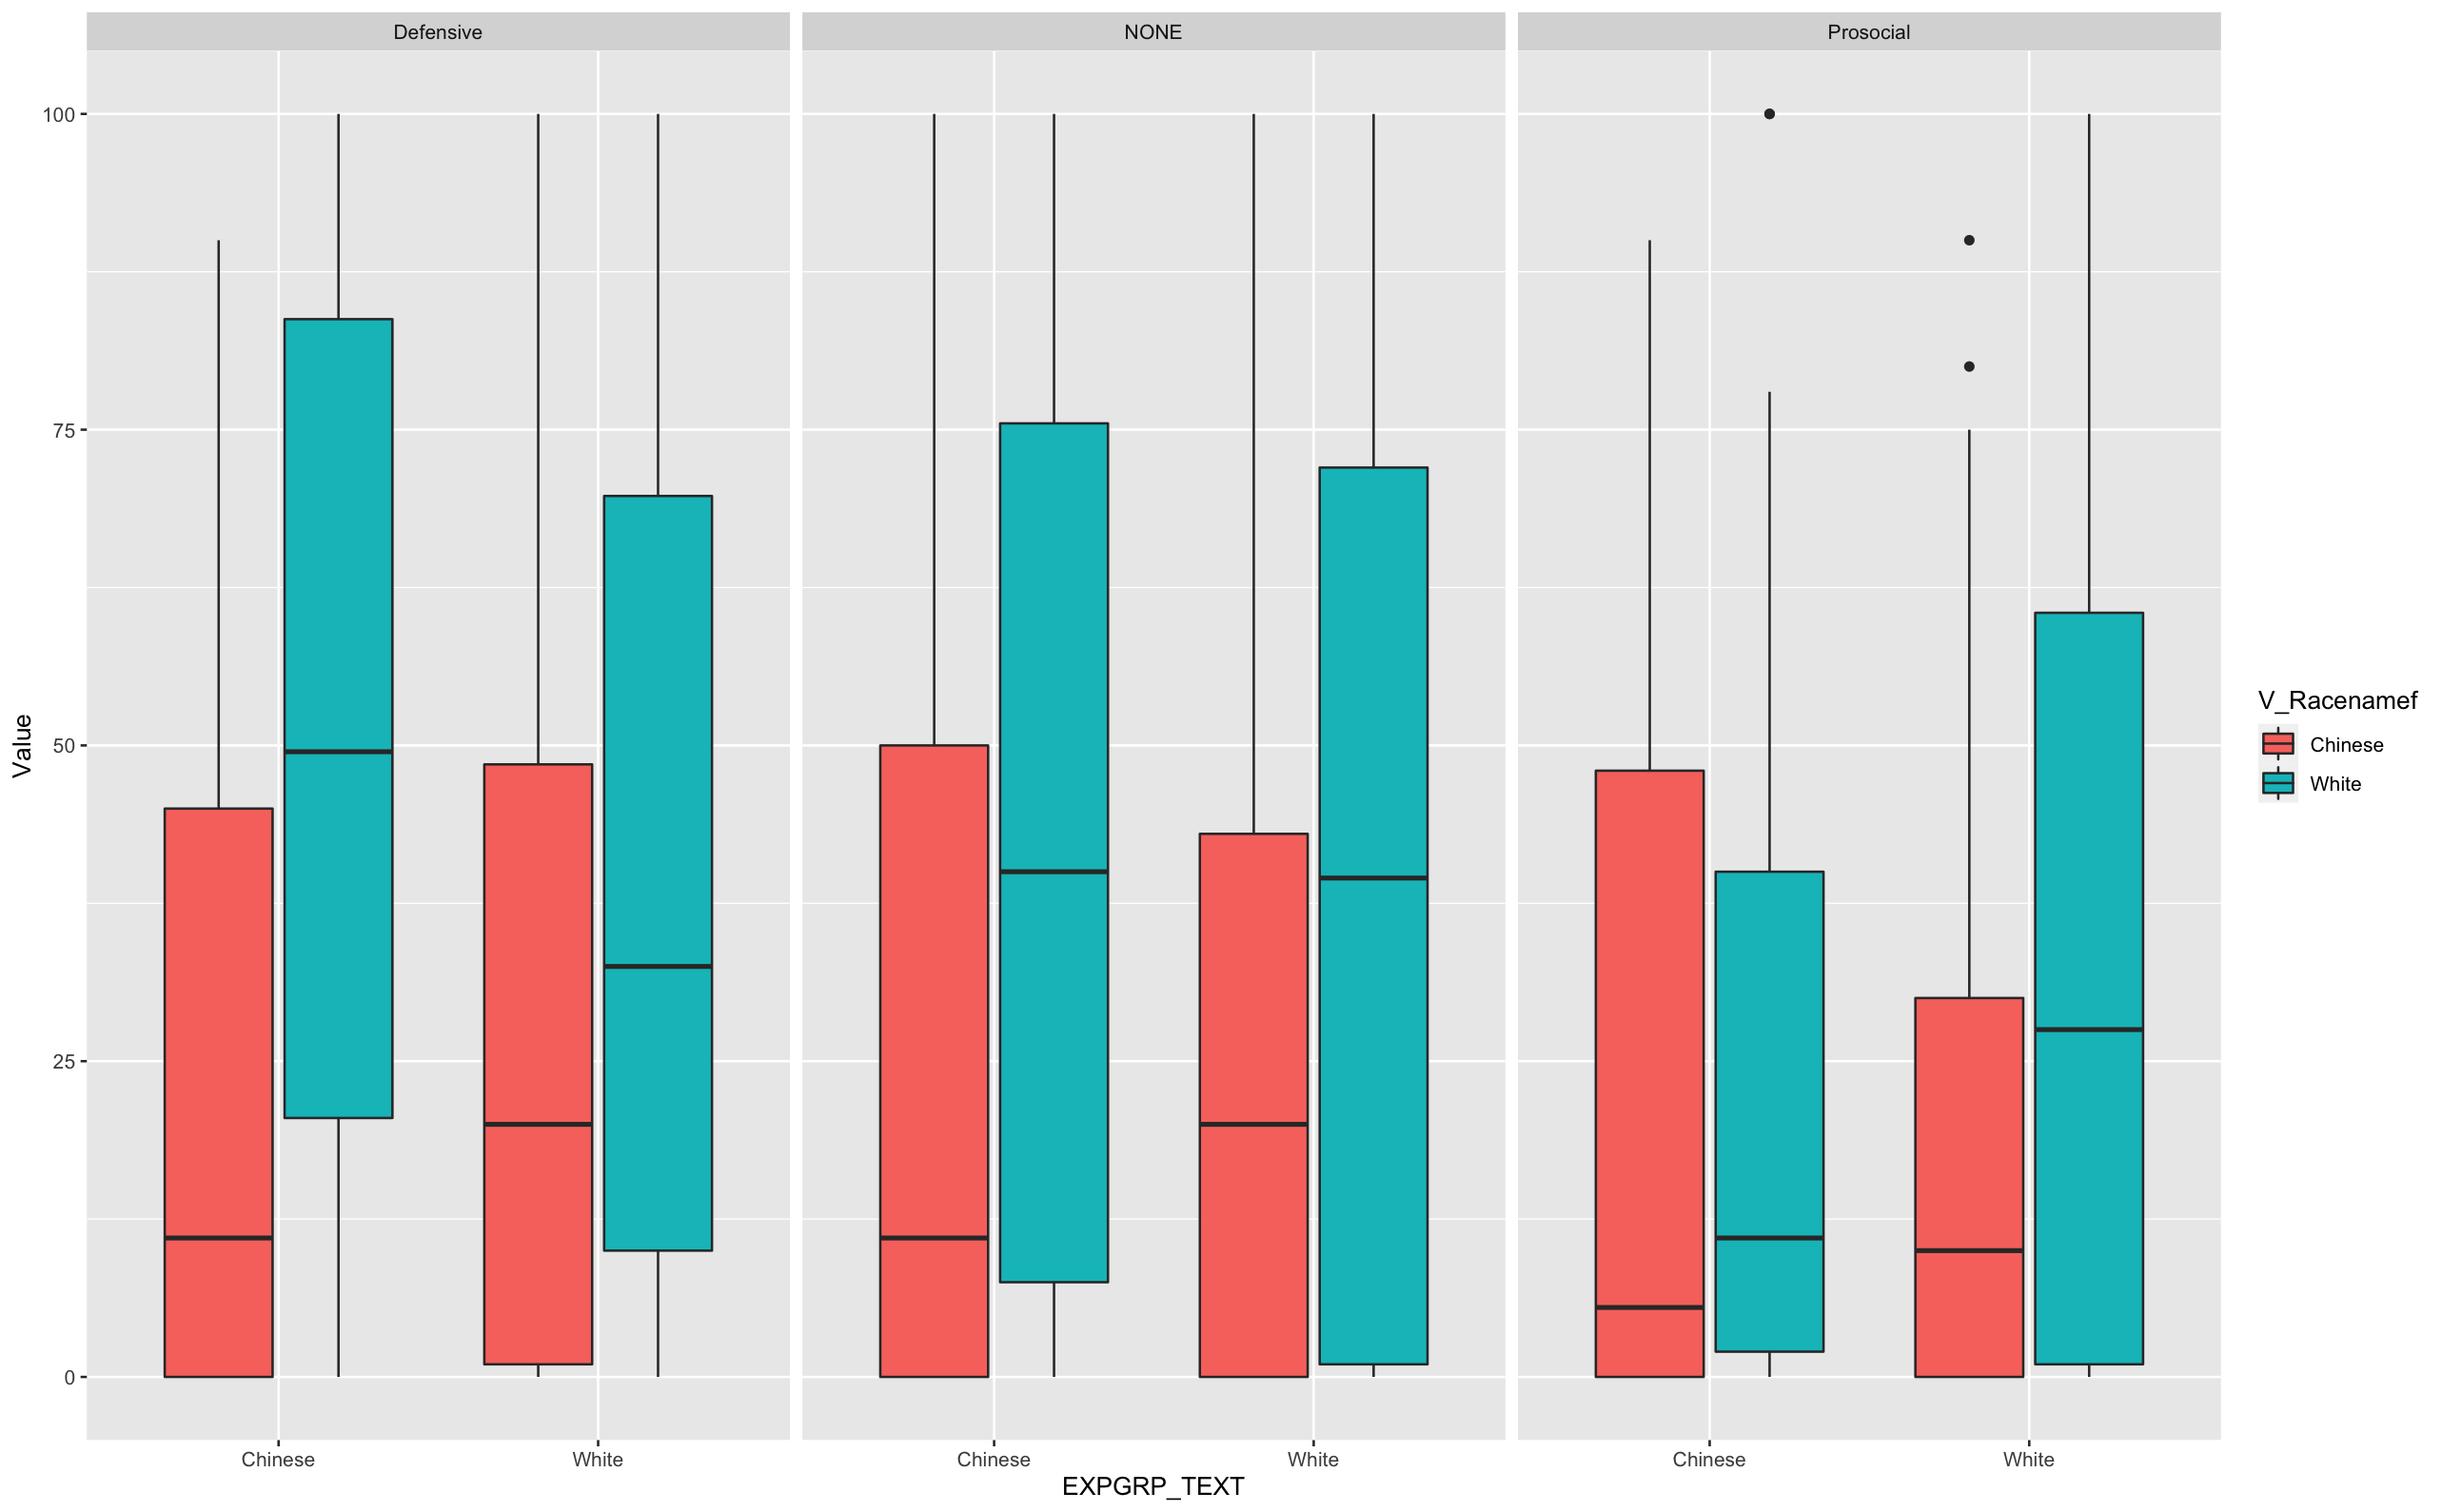 Defensive
NONE
Prosocial
100
75
50
25
0
Value
Chinese
White
Chinese
White
Chinese
White
EXPGRP_TEXT
V_Racenamef
Chinese
White